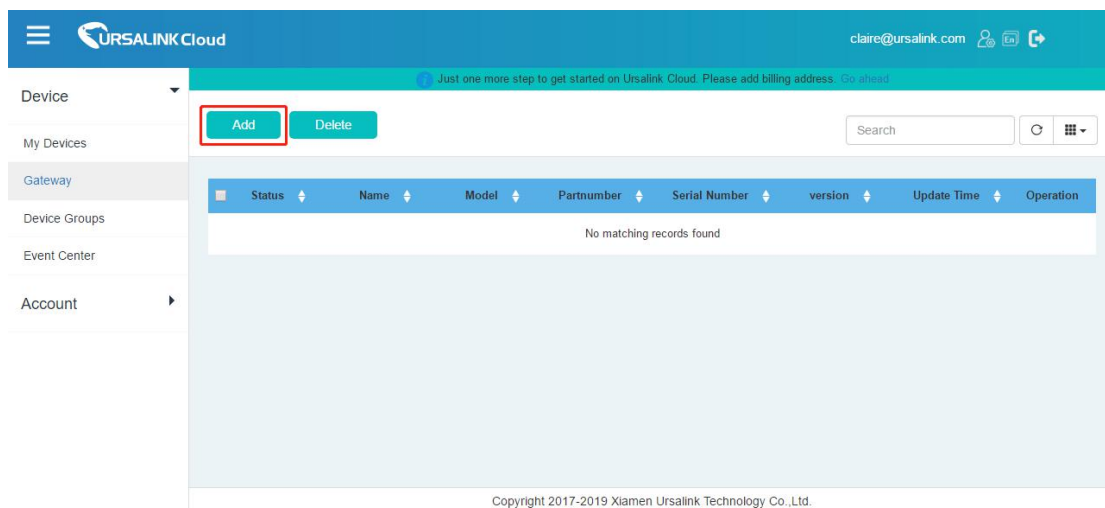 URSALINK Cloud
claire@ursalink.com En
Just one more step to get started on Ursalink Cloud. Please add billing address. Go ahead
Device
Add Delete Search
My Devices
Gateway
Status Name Model Partnumber Serial Number version Update Time Operation
Device Groups
No matching records found
Event Center
Account
Copyright 2017-2019 Xiamen Ursalink Technology Co.,Ltd.